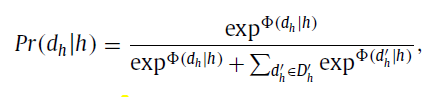 Pr(d_h|h) = exp^{Φ(d_h|h)} / (exp^{Φ(d_h|h)} + ∑_{d'_h∈D'_h} exp^{Φ(d'_h|h)}),